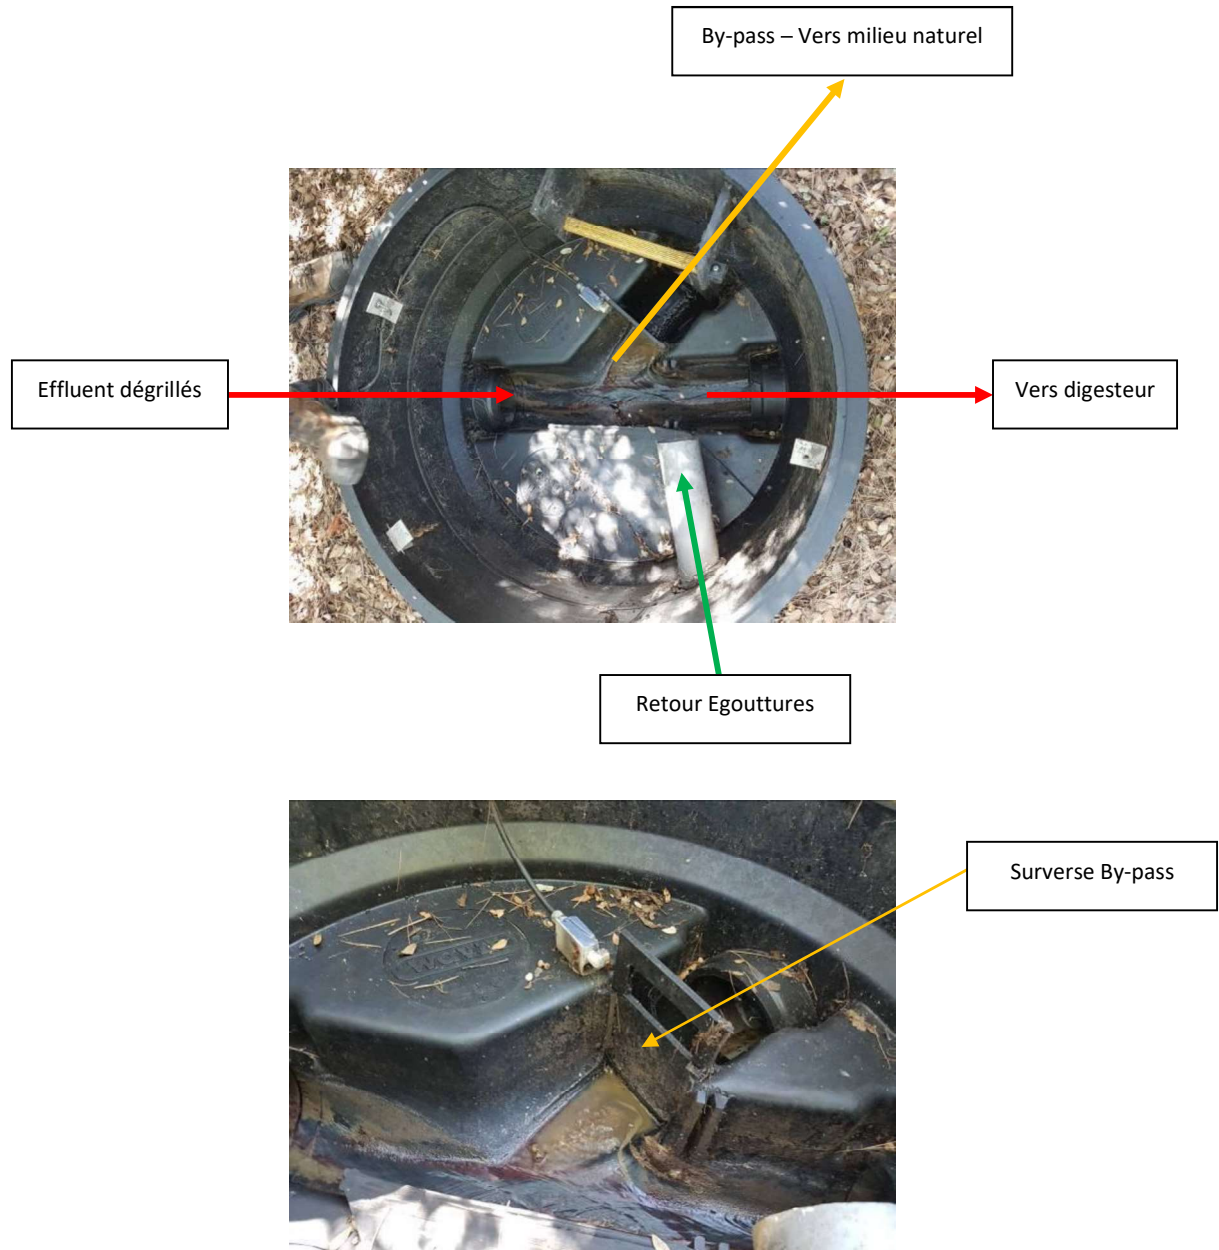 By-pass – Vers milieu naturel
Effluent dégrillés
Vers digesteur
Retour Egouttures
Surverse By-pass